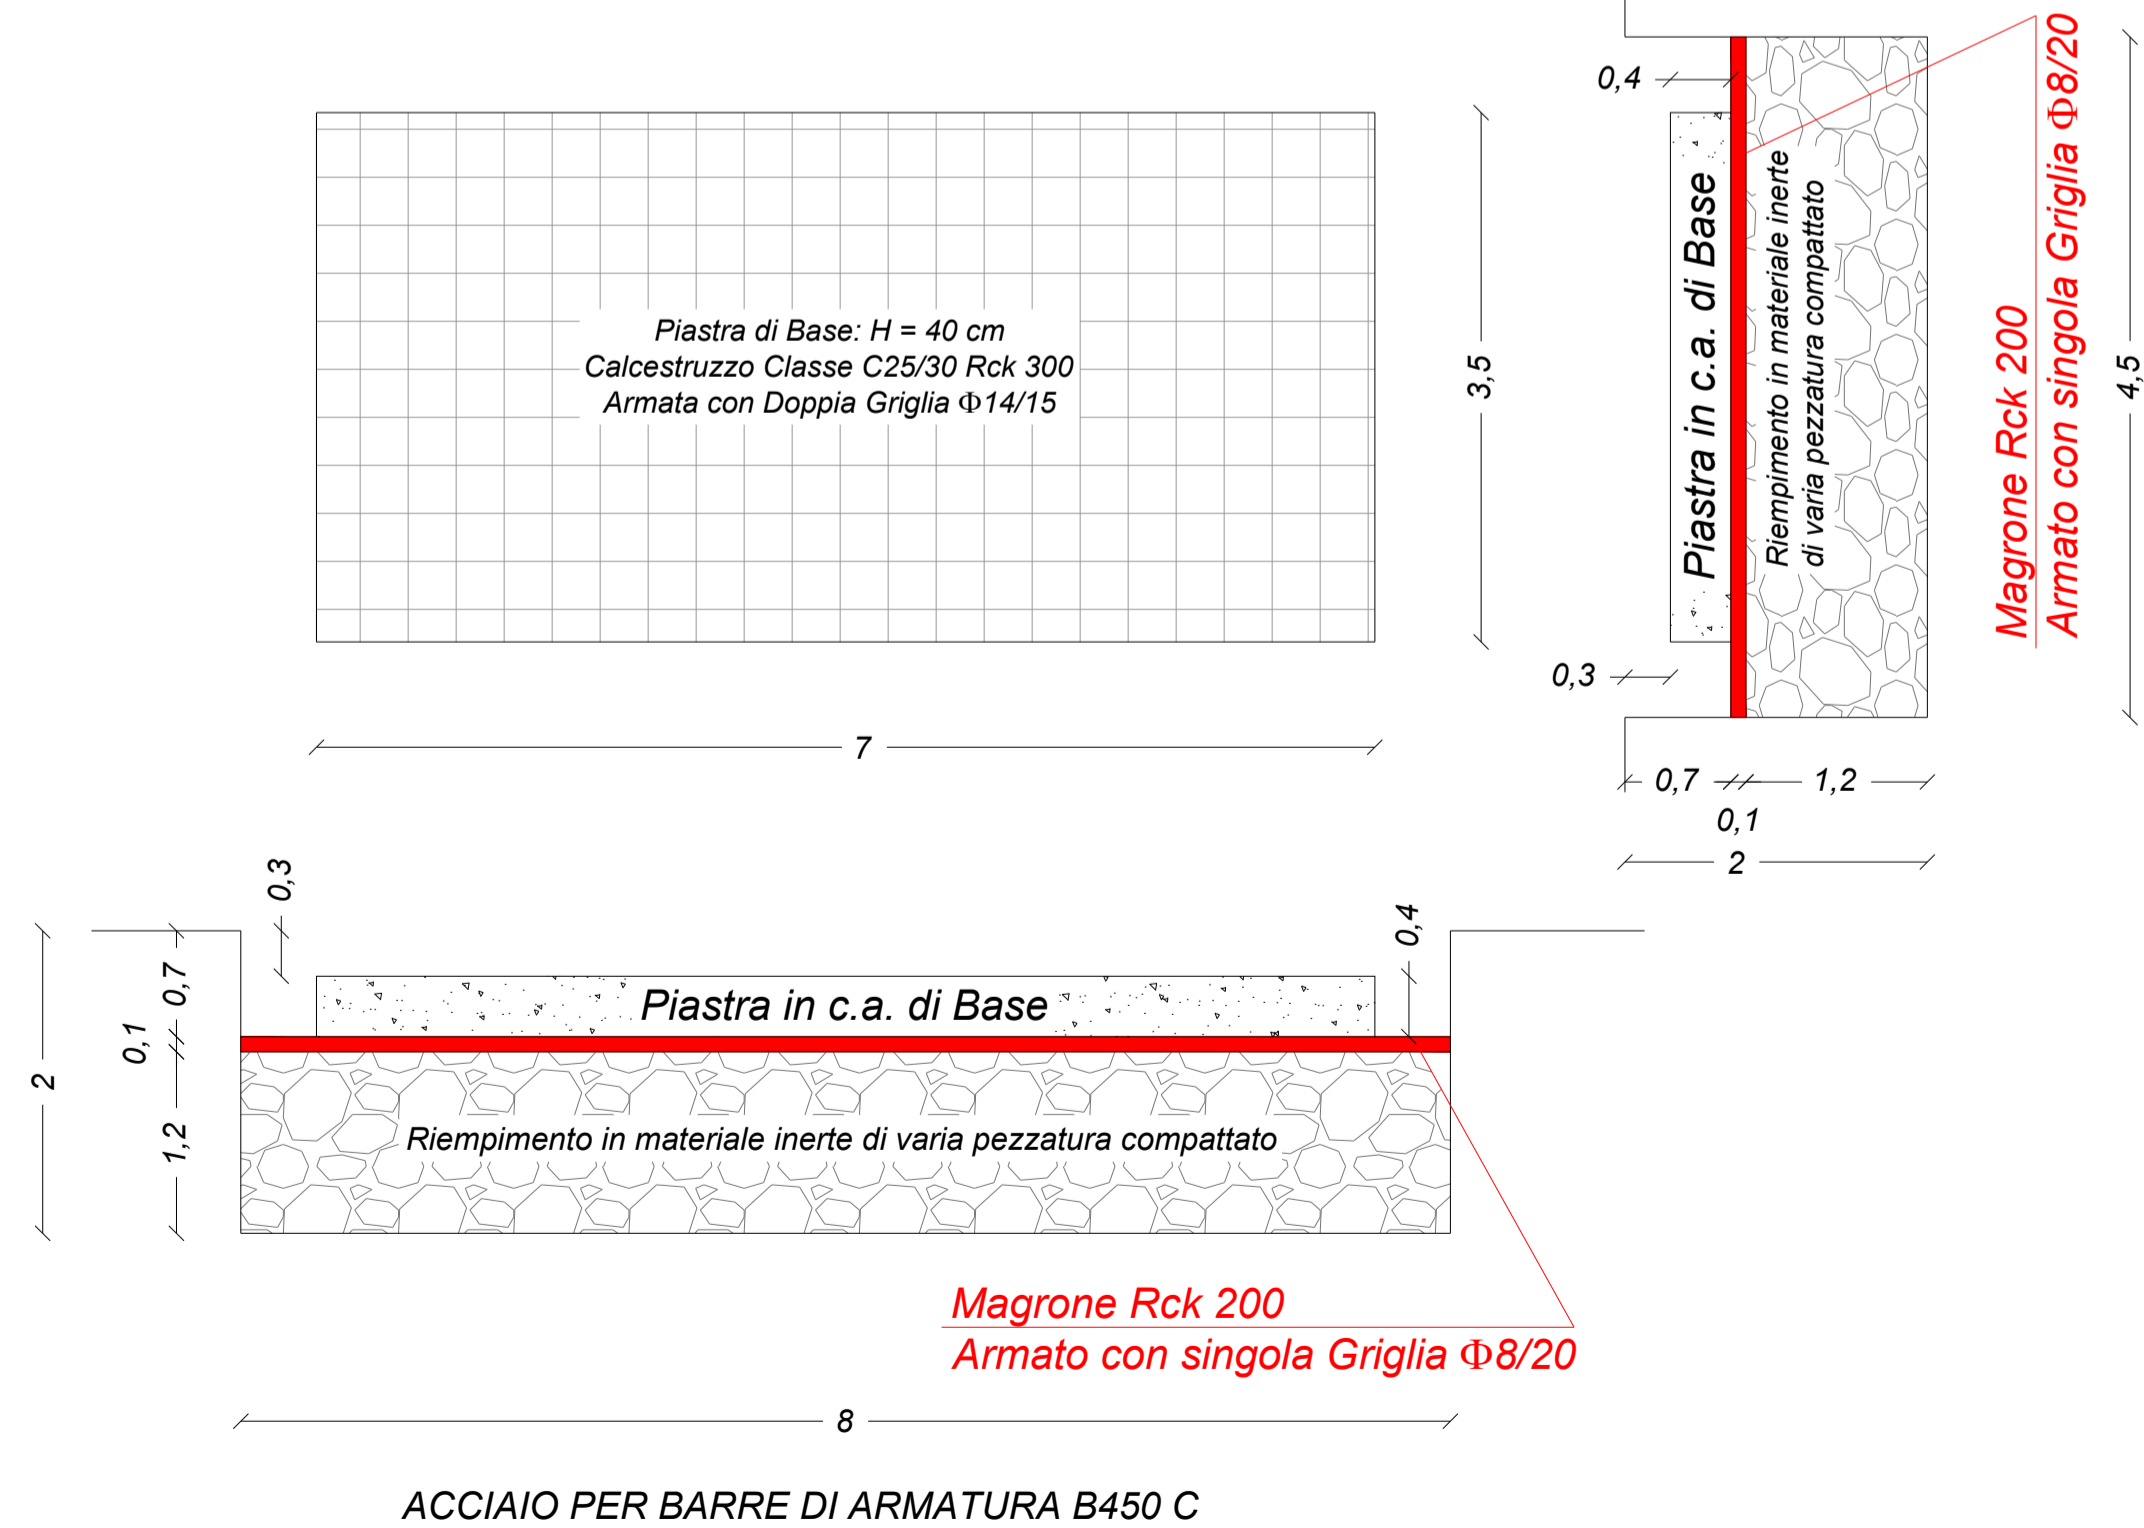 Piastra di Base: H = 40 cm
Calcestruzzo Classe C25/30 Rck 300
Armata con Doppia Griglia Φ14/15
7
3,5
0,4
Piastra in c.a. di Base
Riempimento in materiale inerte
di varia pezzatura compattato
0,3
0,7
0,1
1,2
2
Magrone Rck 200
Armato con singola Griglia Φ8/20
4,5
0,3
0,4
0,7
0,1
1,2
2
Piastra in c.a. di Base
Riempimento in materiale inerte di varia pezzatura compattato
Magrone Rck 200
Armato con singola Griglia Φ8/20
8
ACCIAIO PER BARRE DI ARMATURA B450 C